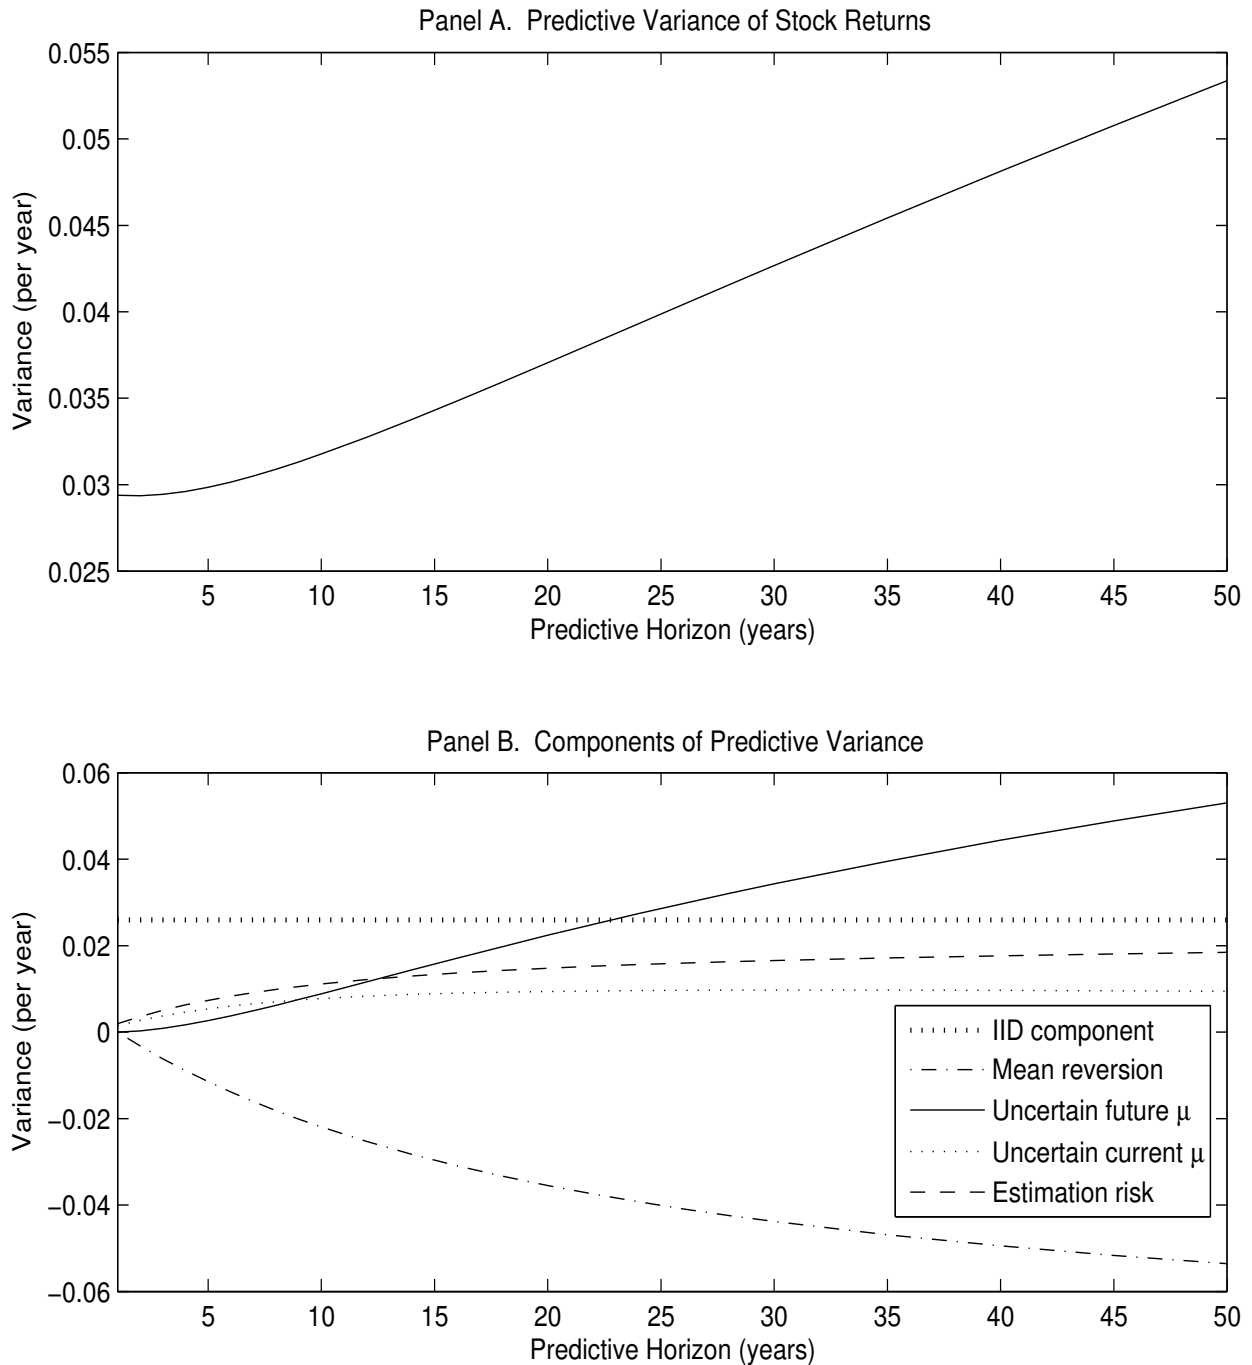 Panel A.  Predictive Variance of Stock Returns
0.055
0.05
0.045
0.04
0.035
0.03
0.025
Variance (per year)
5 10 15 20 25 30 35 40 45 50
Predictive Horizon (years)
Panel B.  Components of Predictive Variance
0.06
0.04
0.02
0
−0.02
−0.04
−0.06
Variance (per year)
IID component
Mean reversion
Uncertain future μ
Uncertain current μ
Estimation risk
5 10 15 20 25 30 35 40 45 50
Predictive Horizon (years)